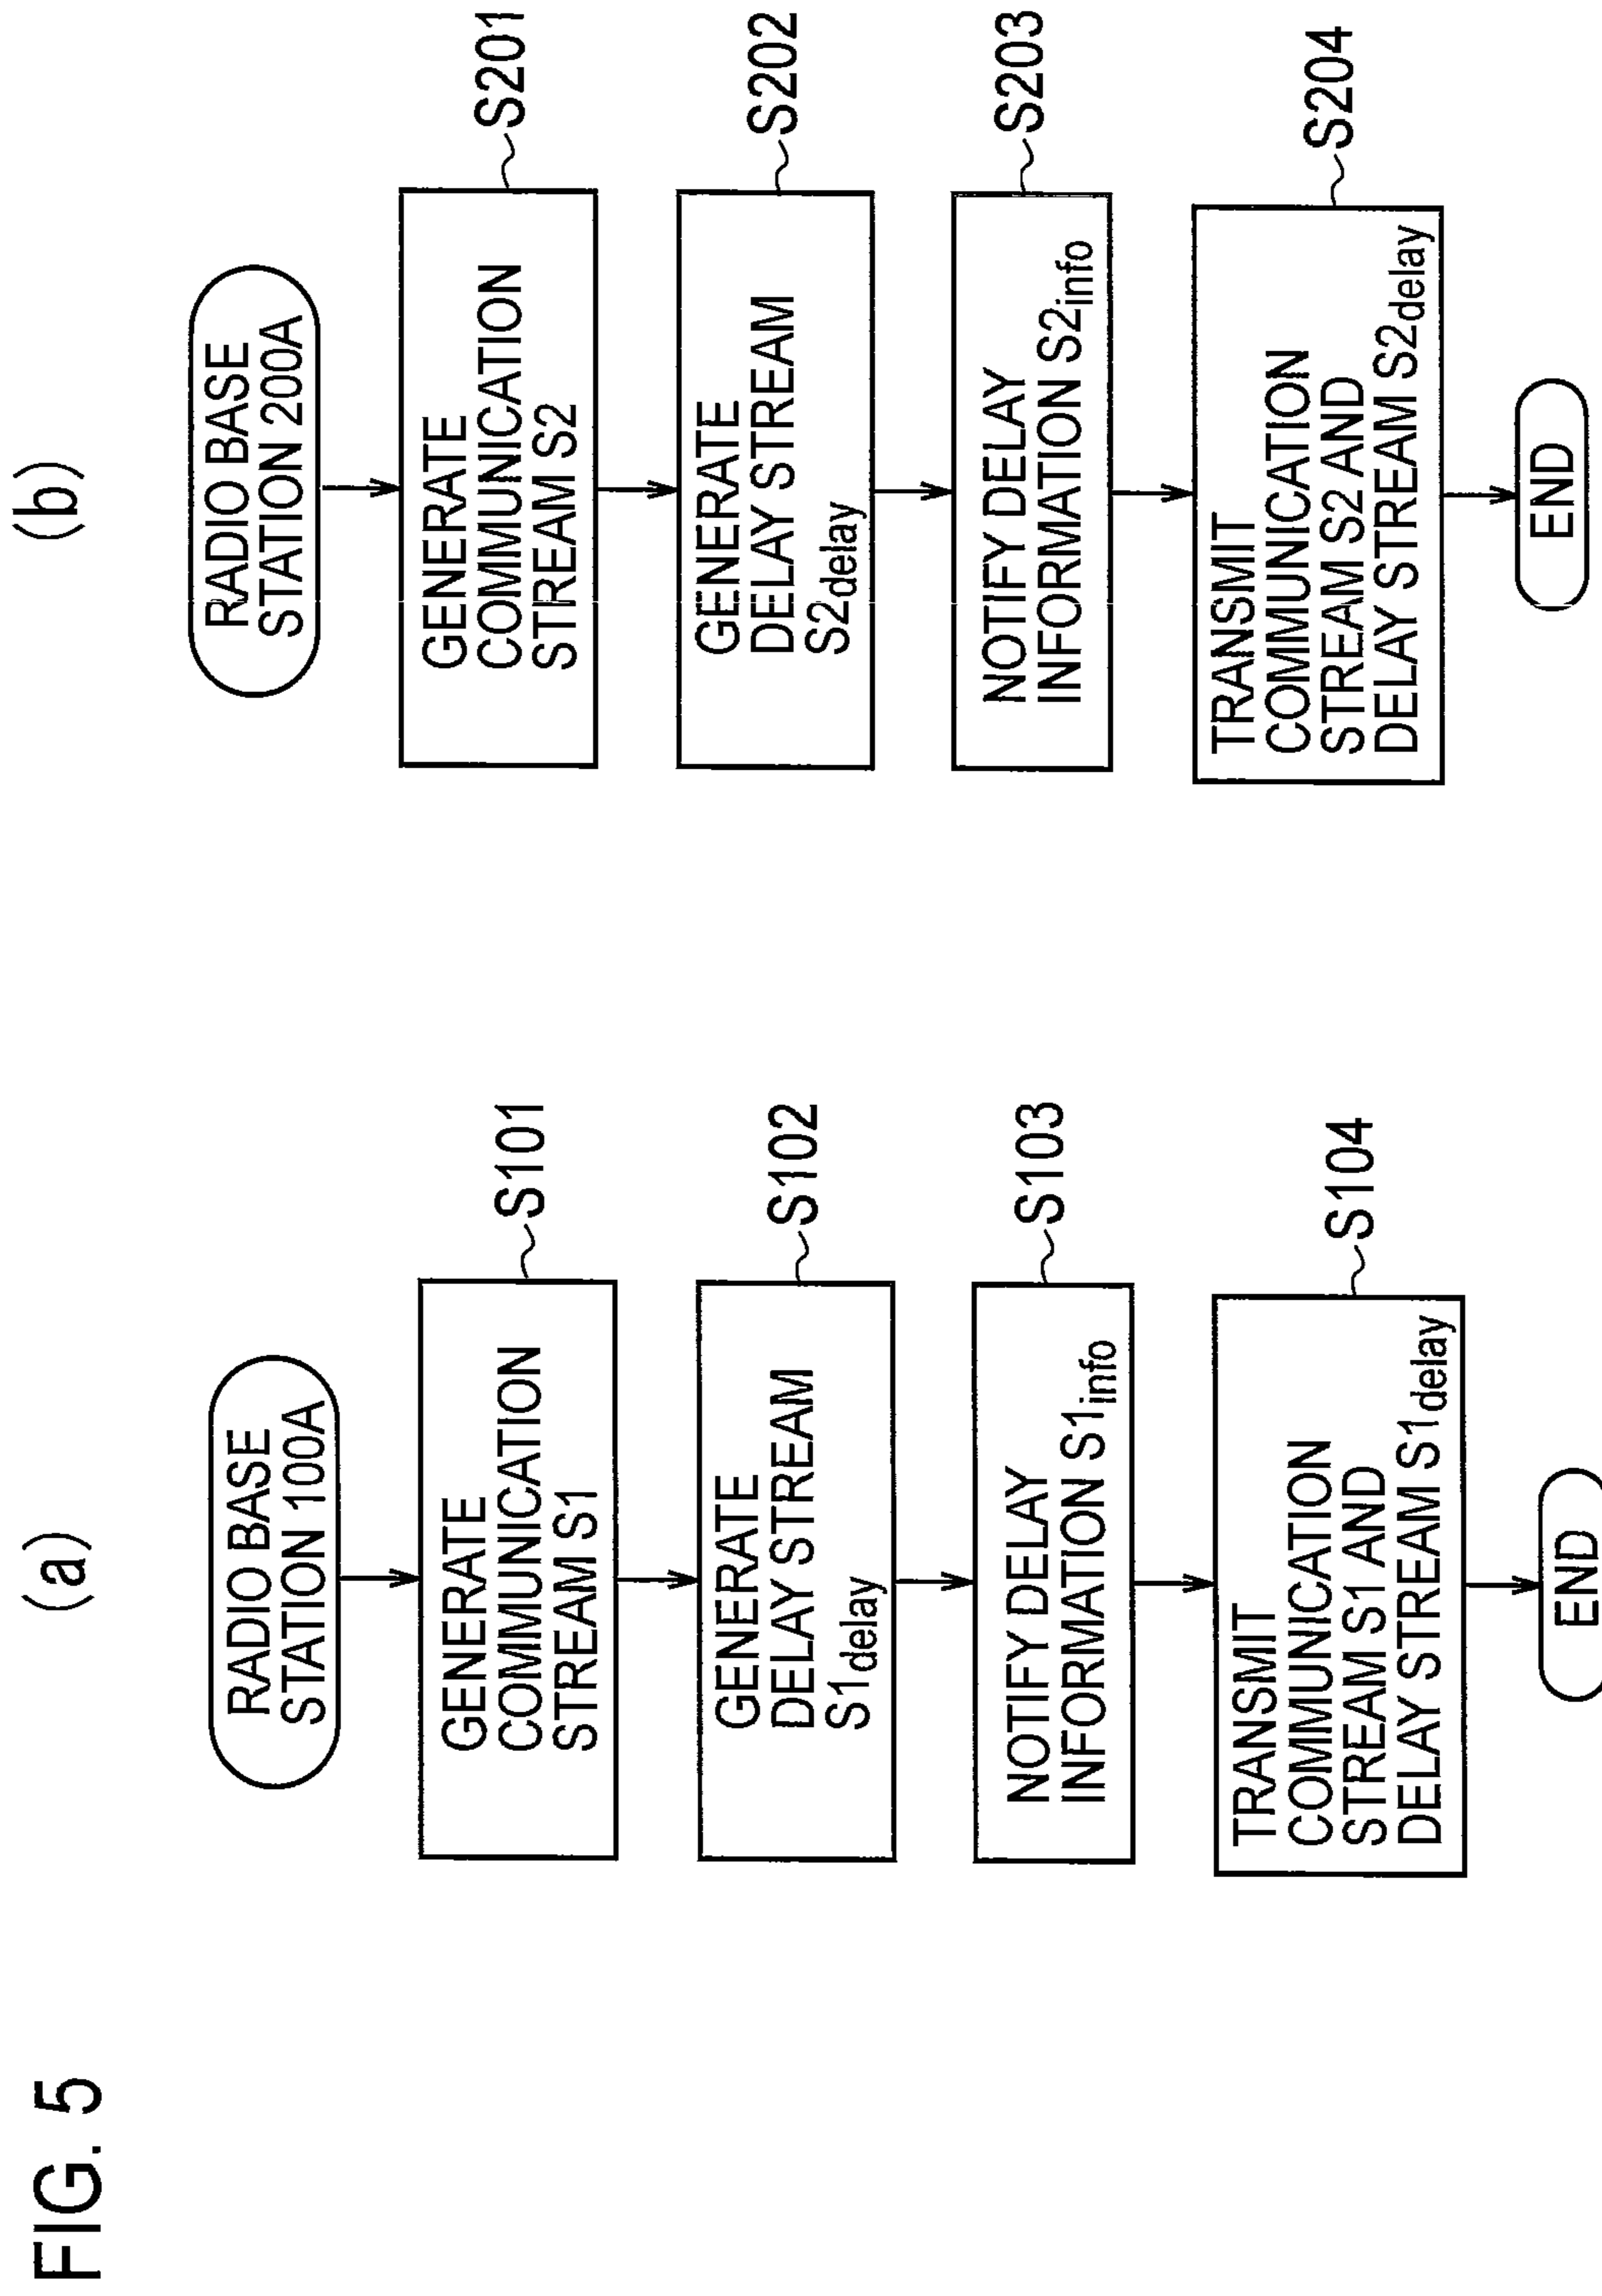 FIG. 5
(a)
RADIO BASE
STATION 100A
GENERATE
COMMUNICATION
STREAM S1
S101
GENERATE
DELAY STREAM
S1delay
S102
NOTIFY DELAY
INFORMATION S1info
S103
TRANSMIT
COMMUNICATION
STREAM S1 AND
DELAY STREAM S1delay
S104
END
(b)
RADIO BASE
STATION 200A
GENERATE
COMMUNICATION
STREAM S2
S201
GENERATE
DELAY STREAM
S2delay
S202
NOTIFY DELAY
INFORMATION S2info
S203
TRANSMIT
COMMUNICATION
STREAM S2 AND
DELAY STREAM S2delay
S204
END